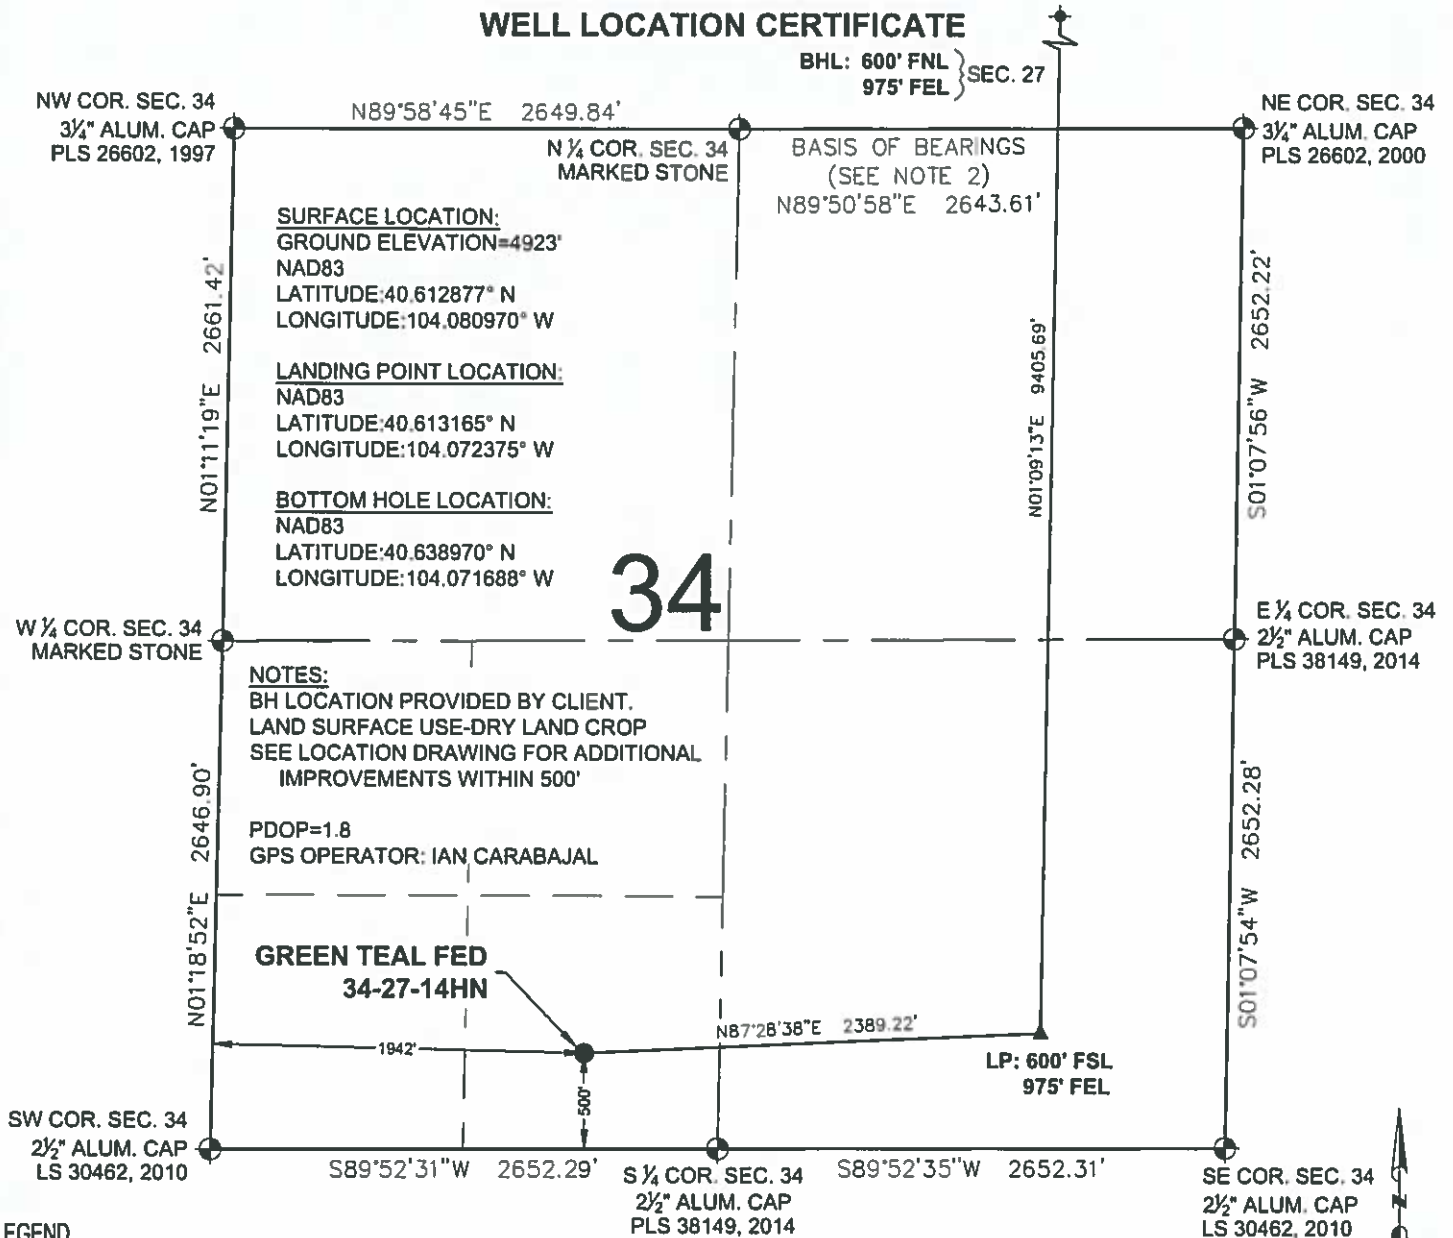 WELL LOCATION CERTIFICATE
BHL: 600' FNL
975' FEL
SEC. 27
NW COR. SEC. 34
3¼" ALUM. CAP
PLS 26602, 1997
N89°58'45"E 2649.84'
N ¼ COR. SEC. 34
MARKED STONE
BASIS OF BEARINGS
(SEE NOTE 2)
N89°50'58"E 2643.61'
NE COR. SEC. 34
3¼" ALUM. CAP
PLS 26602, 2000
SURFACE LOCATION:
GROUND ELEVATION=4923'
NAD83
LATITUDE:40.612877° N
LONGITUDE:104.080970° W
LANDING POINT LOCATION:
NAD83
LATITUDE:40.613165° N
LONGITUDE:104.072375° W
BOTTOM HOLE LOCATION:
NAD83
LATITUDE:40.638970° N
LONGITUDE:104.071688° W
N01°11'19"E 2661.42'
N01°09'13"E 9405.69'
S01°07'56"W 2652.22'
34
W ¼ COR. SEC. 34
MARKED STONE
E ¼ COR. SEC. 34
2½" ALUM. CAP
PLS 38149, 2014
NOTES:
BH LOCATION PROVIDED BY CLIENT.
LAND SURFACE USE-DRY LAND CROP
SEE LOCATION DRAWING FOR ADDITIONAL
IMPROVEMENTS WITHIN 500'
PDOP=1.8
GPS OPERATOR: IAN CARABAJAL
N01°18'52"E 2646.90'
S01°07'54"W 2652.28'
GREEN TEAL FED
34-27-14HN
N87°28'38"E 2389.22'
1942'
500'
LP: 600' FSL
975' FEL
SW COR. SEC. 34
2½" ALUM. CAP
LS 30462, 2010
S89°52'31"W 2652.29'
S ¼ COR. SEC. 34
2½" ALUM. CAP
PLS 38149, 2014
S89°52'35"W 2652.31'
SE COR. SEC. 34
2½" ALUM. CAP
LS 30462, 2010
N
EGEND